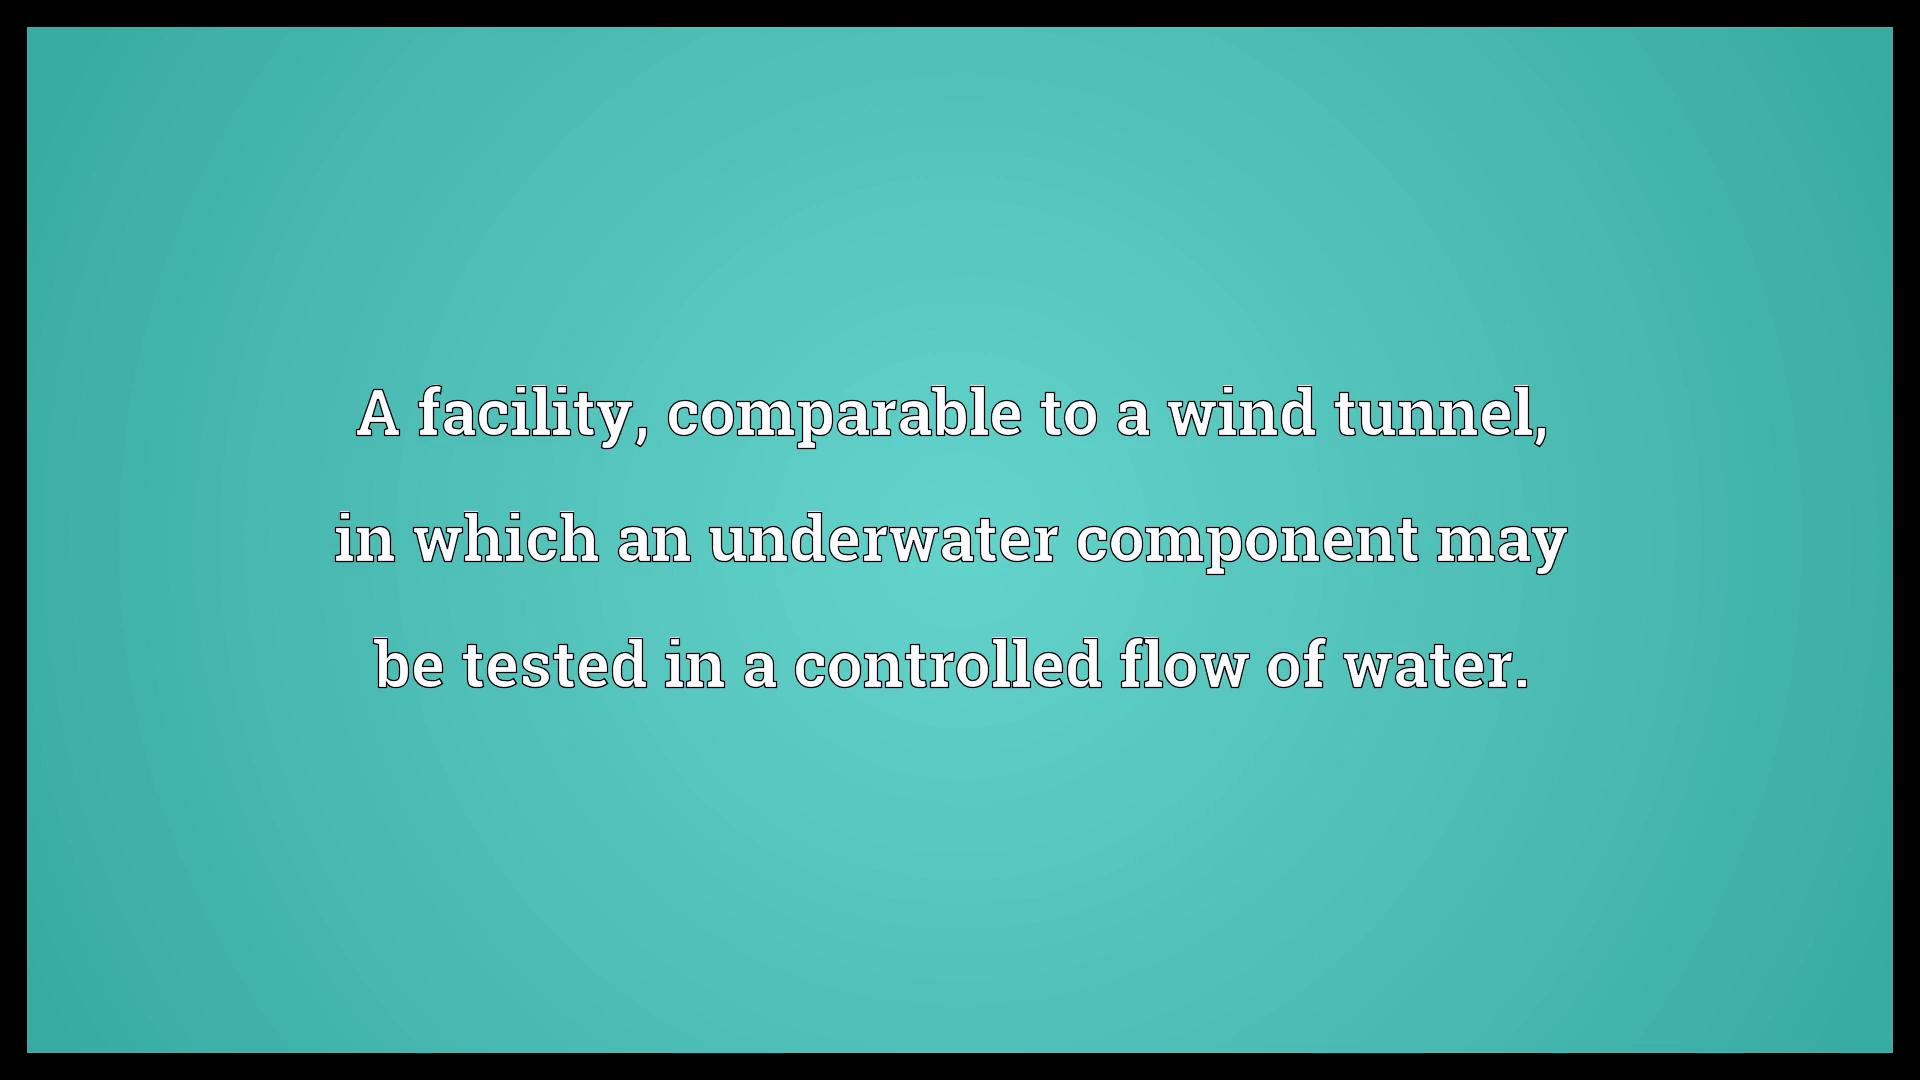 A facility, comparable to a wind tunnel,
in which an underwater component may
be tested in a controlled flow of water.